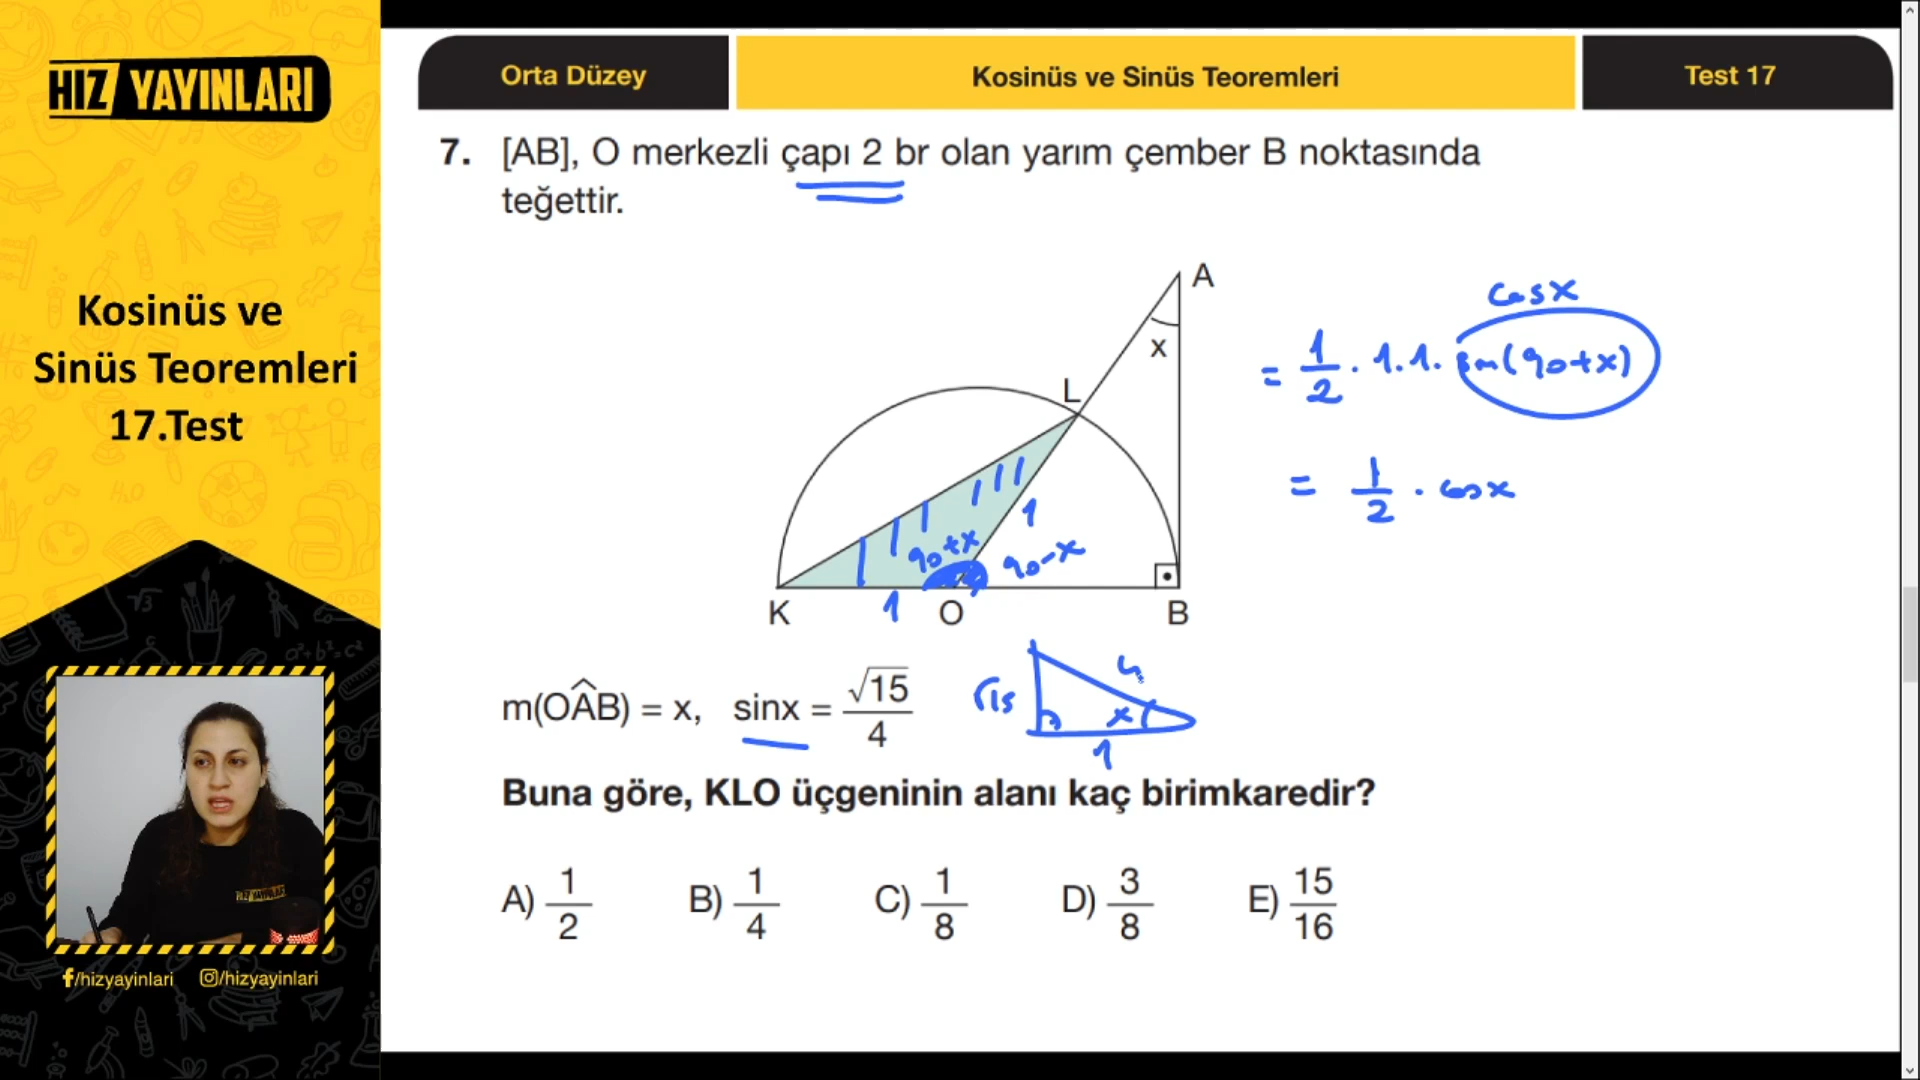 HIZ YAYINLARI
Kosinüs ve
Sinüs Teoremleri
17.Test
/hizyayinlari /hizyayinlari
Orta Düzey
Kosinüs ve Sinüs Teoremleri
Test 17
7. [AB], O merkezli çapı 2 br olan yarım çember B noktasında
teğettir.
A
x
L
K
O
B
90+x
90-x
1
1
cosx
= 1/2 . 1.1. sin(90+x)
= 1/2 . cosx
m(OÂB) = x, sinx = √15/4
√15
4
x
1
Buna göre, KLO üçgeninin alanı kaç birimkaredir?
A) 1/2 B) 1/4 C) 1/8 D) 3/8 E) 15/16